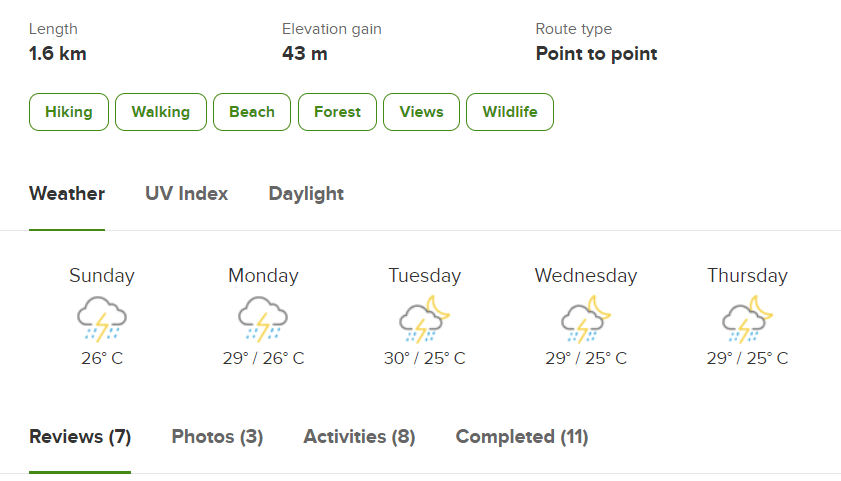 Length Elevation gain Route type
1.6 km 43 m Point to point
Hiking Walking Beach Forest Views Wildlife
Weather UV Index Daylight
Sunday Monday Tuesday Wednesday Thursday
26° C 29° / 26° C 30° / 25° C 29° / 25° C 29° / 25° C
Reviews (7) Photos (3) Activities (8) Completed (11)